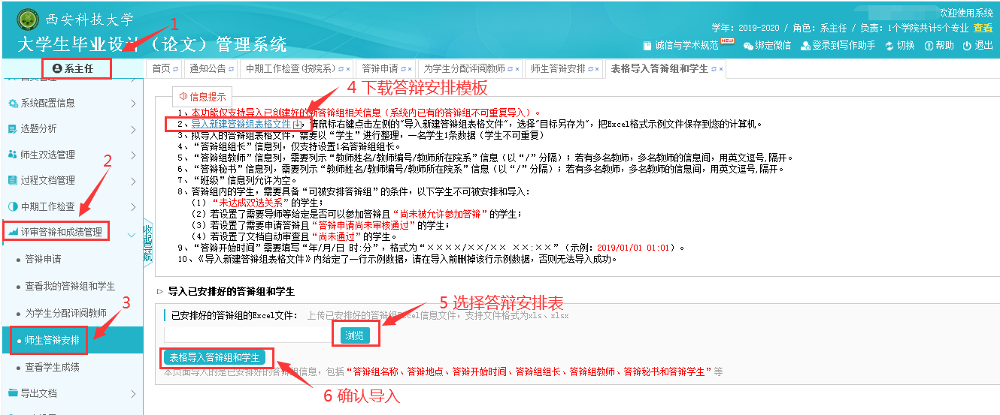 西安科技大学
大学生毕业设计（论文）管理系统
欢迎使用系统
学年: 2019-2020 / 角色: 系主任 / 负责: 1个学院共计5个专业 查看
诚信与学术规范 NEW 绑定微信 登录到写作助手 切换 帮助 退出
1
系主任
首页 通知公告 中期工作检查(按院系) 答辩申请 为学生分配评阅教师 师生答辩安排 表格导入答辩组和学生
系统配置信息
选题分析
师生双选管理
2
过程文档管理
中期工作检查
评审答辩和成绩管理
答辩申请
查看我的答辩组和学生
为学生分配评阅教师
3
师生答辩安排
查看学生成绩
导出文档
收起导航
信息提示
4 下载答辩安排模板
1、本功能仅支持导入已创建好的新答辩组相关信息（系统内已有的答辩组不可重复导入）。
2、导入新建答辩组表格文件，请鼠标右键点击左侧的“导入新建答辩组表格文件”，选择“目标另存为”，把Excel格式示例文件保存到您的计算机。
3、拟导入的答辩组表格文件，需要以“学生”进行整理，一名学生1条数据（学生不可重复）
4、“答辩组组长”信息列，仅支持设置1名答辩组组长。
5、“答辩组教师”信息列，需要列示“教师姓名/教师编号/教师所在院系”信息（以“/”分隔）；若有多名教师，多名教师的信息间，用英文逗号,隔开。
6、“答辩秘书”信息列，需要列示“教师姓名/教师编号/教师所在院系”信息（以“/”分隔）；若有多名教师，多名教师的信息间，用英文逗号,隔开。
7、“班级”信息列允许为空。
8、答辩组内的学生，需要具备“可被安排答辩组”的条件，以下学生不可被安排和导入:
（1）“未达成双选关系”的学生;
（2）若设置了需要导师等给定是否可以参加答辩且“尚未被允许参加答辩”的学生;
（3）若设置了需要申请答辩且“答辩申请尚未审核通过”的学生;
（4）若设置了文档自动审查且“尚未通过”的学生。
9、“答辩开始时间”需要填写“年/月/日 时:分”，格式为“××××/××/×× ××:××”（示例: 2019/01/01 01:01）。
10、《导入新建答辩组表格文件》内给定了一行示例数据，请在导入前删掉该行示例数据，否则无法导入成功。
导入已安排好的答辩组和学生
5 选择答辩安排表
已安排好的答辩组的Excel文件: 上传已安排好的答辩组Excel信息文件，支持文件格式为xls、xlsx
浏览
表格导入答辩组和学生
本页面导入的是已安排好的答辩组信息，包括“答辩组名称、答辩地点、答辩开始时间、答辩组组长、答辩组教师、答辩秘书和答辩学生”等
6 确认导入